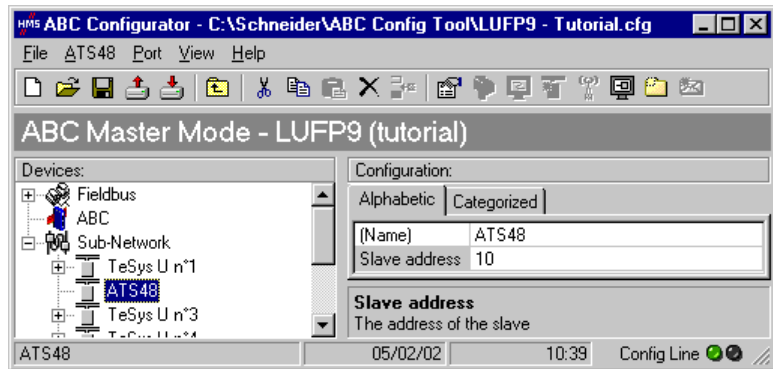 HMS ABC Configurator - C:\Schneider\ABC Config Tool\LUFP9 - Tutorial.cfg
File ATS48 Port View Help
ABC Master Mode - LUFP9 (tutorial)
Devices:
Fieldbus
ABC
Sub-Network
TeSys U n°1
ATS48
TeSys U n°3
TeSys U n°4
Configuration:
Alphabetic Categorized
(Name) ATS48
Slave address 10
Slave address
The address of the slave
ATS48 05/02/02 10:39 Config Line